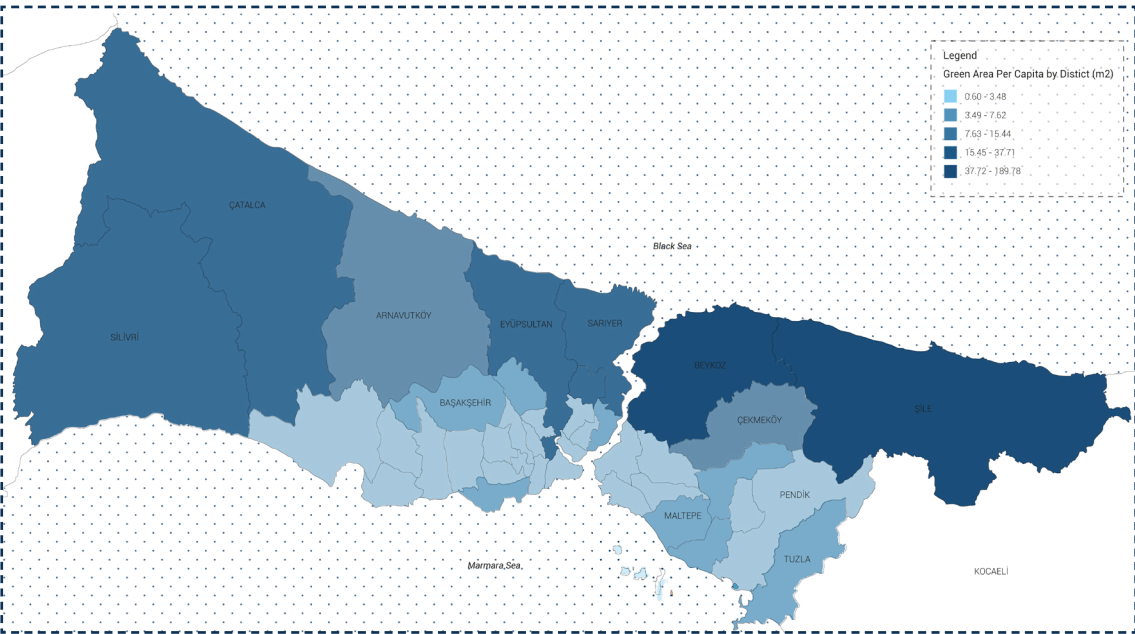 Legend
Green Area Per Capita by Distict (m2)
0.60 - 3.48
3.49 - 7.62
7.63 - 15.44
15.45 - 37.71
37.72 - 189.78
ÇATALCA
Black Sea
ARNAVUTKÖY
EYÜPSULTAN
SARIYER
SİLİVRİ
BEYKOZ
BAŞAKŞEHİR
ŞİLE
ÇEKMEKÖY
PENDİK
MALTEPE
TUZLA
Marmara Sea
KOCAELİ